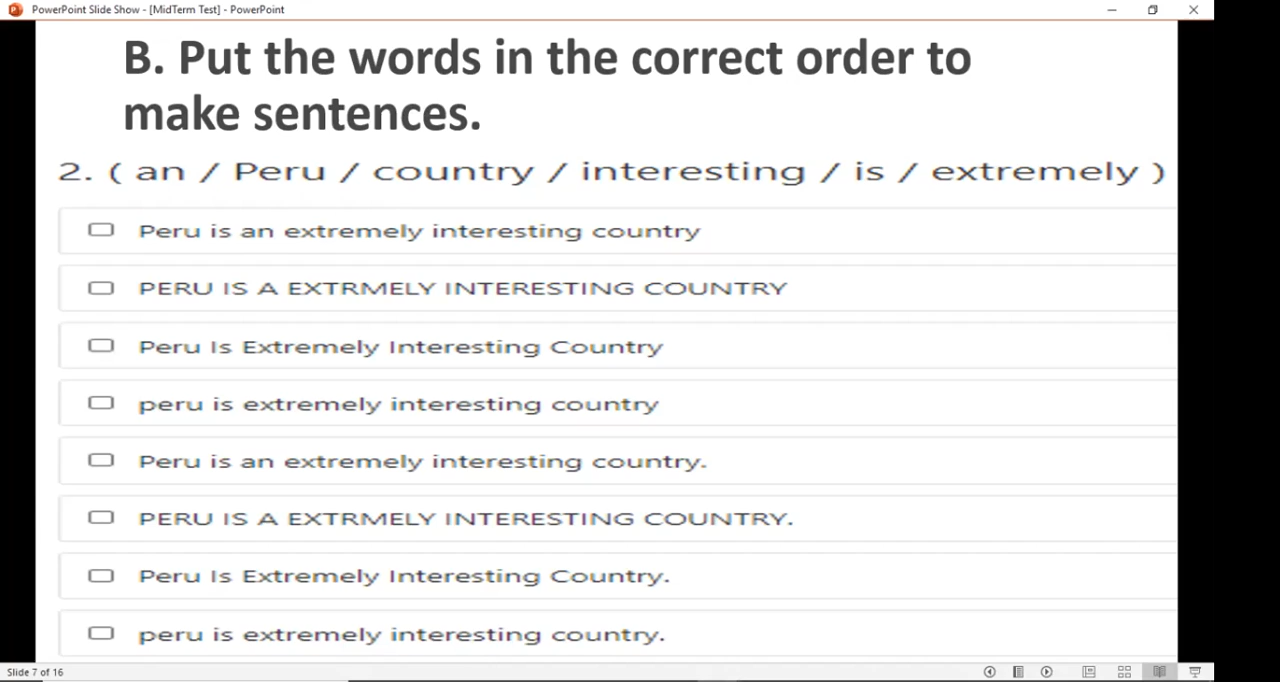 PowerPoint Slide Show - [MidTerm Test] - PowerPoint
B. Put the words in the correct order to
make sentences.
2. ( an / Peru / country / interesting / is / extremely )
Peru is an extremely interesting country
PERU IS A EXTRMELY INTERESTING COUNTRY
Peru Is Extremely Interesting Country
peru is extremely interesting country
Peru is an extremely interesting country.
PERU IS A EXTRMELY INTERESTING COUNTRY.
Peru Is Extremely Interesting Country.
peru is extremely interesting country.
Slide 7 of 16